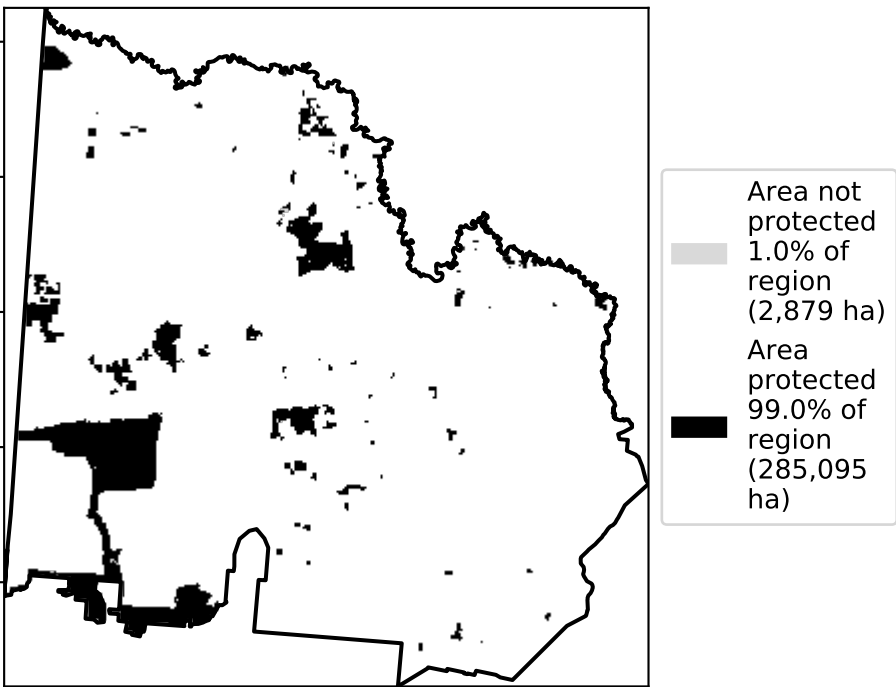 Area not
protected
1.0% of
region
(2,879 ha)
Area
protected
99.0% of
region
(285,095
ha)